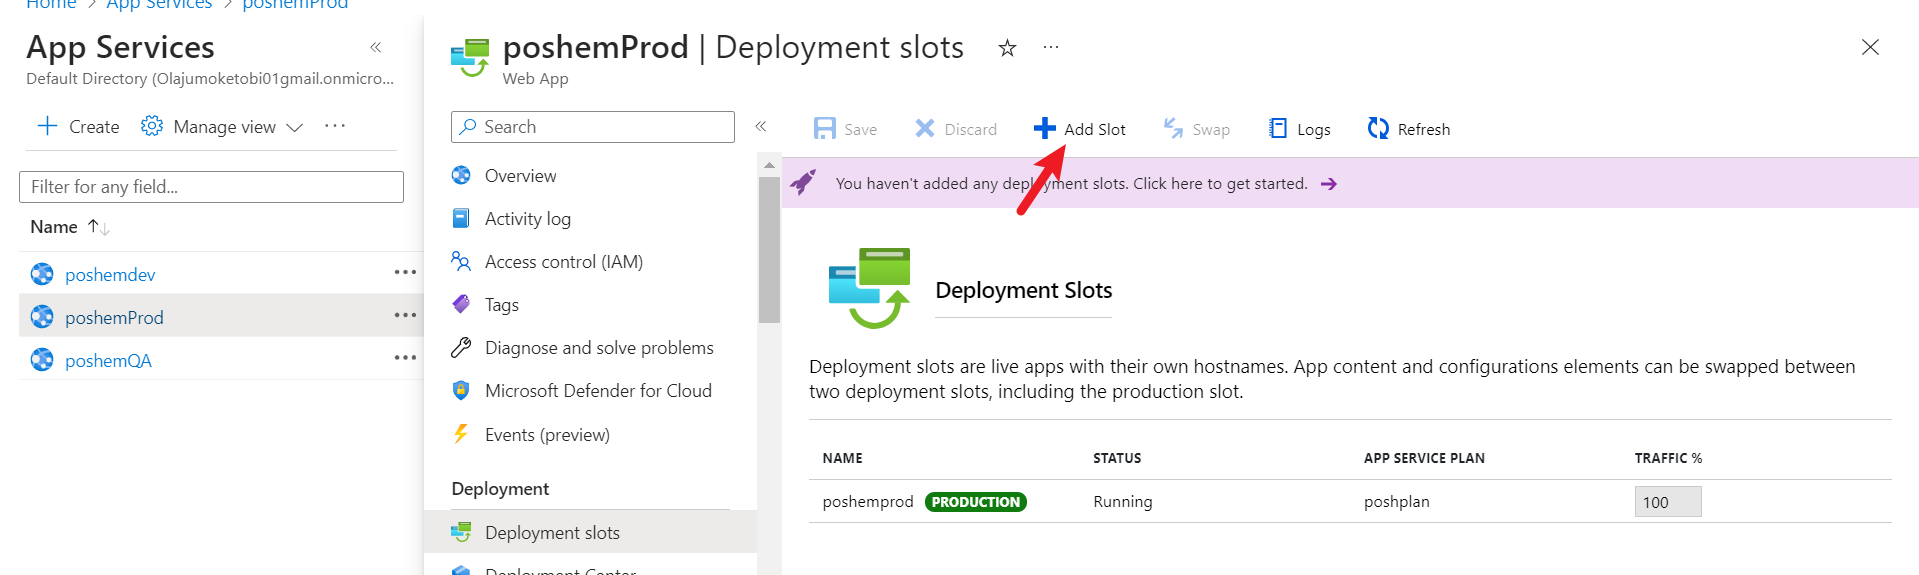 Home > App Services > poshemProd
App Services
«
Default Directory (Olajumoketobi01gmail.onmicro...
Create
Manage view
...
Filter for any field...
Name
poshemdev
poshemProd
poshemQA
poshemProd | Deployment slots
Web App
Search
«
Overview
Activity log
Access control (IAM)
Tags
Diagnose and solve problems
Microsoft Defender for Cloud
Events (preview)
Deployment
Deployment slots
Deployment Center
Save
Discard
Add Slot
Swap
Logs
Refresh
You haven't added any deployment slots. Click here to get started. →
Deployment Slots
Deployment slots are live apps with their own hostnames. App content and configurations elements can be swapped between
two deployment slots, including the production slot.
NAME STATUS APP SERVICE PLAN TRAFFIC %
poshemprod PRODUCTION Running poshplan 100